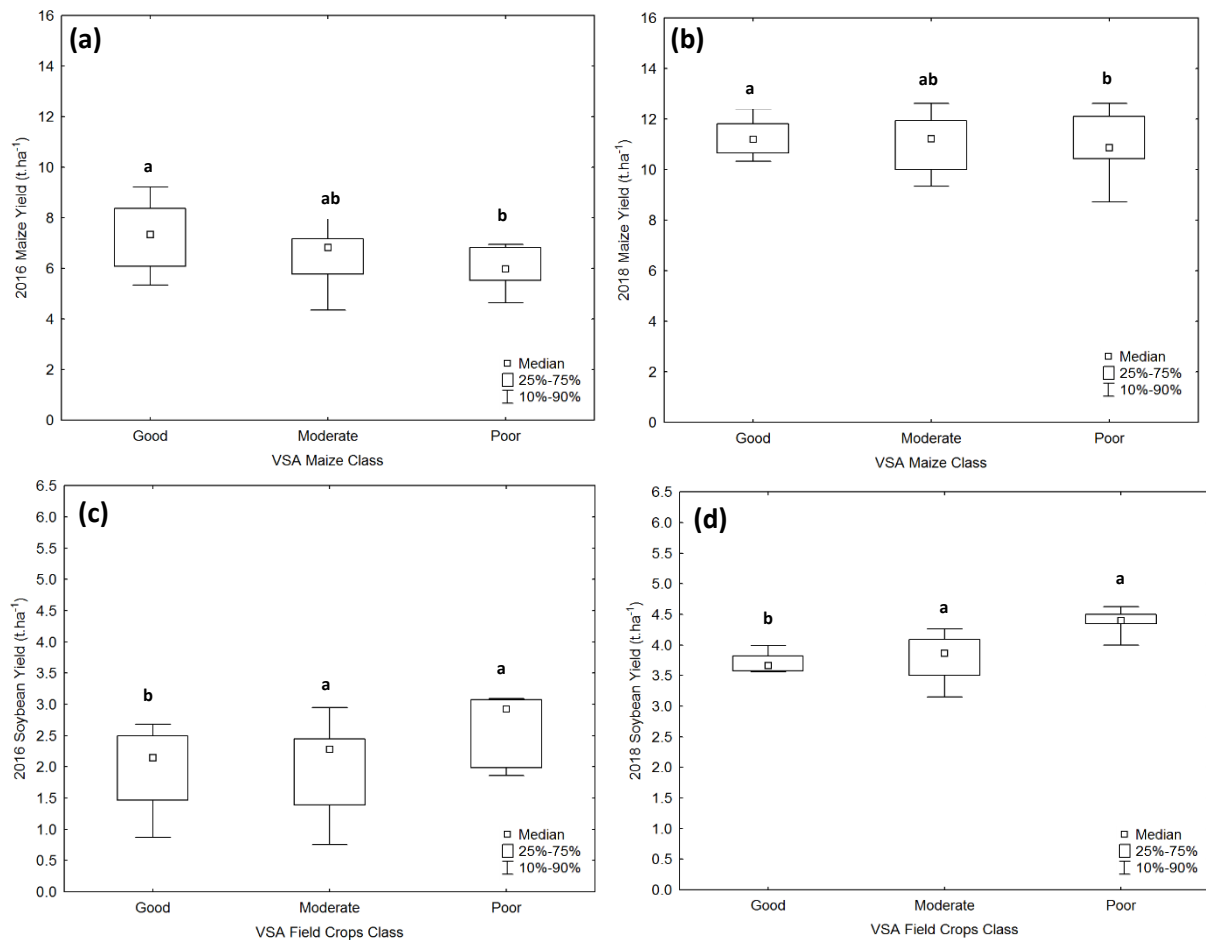 (a)
16
14
12
10
8
6
4
2
0
2016 Maize Yield (t.ha⁻¹)
a
ab
b
Median
25%-75%
10%-90%
Good Moderate Poor
VSA Maize Class
(b)
16
14
12
10
8
6
4
2
0
2018 Maize Yield (t.ha⁻¹)
a
ab
b
Median
25%-75%
10%-90%
Good Moderate Poor
VSA Maize Class
(c)
6.5
6.0
5.5
5.0
4.5
4.0
3.5
3.0
2.5
2.0
1.5
1.0
0.5
0.0
2016 Soybean Yield (t.ha⁻¹)
b
a
a
Median
25%-75%
10%-90%
Good Moderate Poor
VSA Field Crops Class
(d)
6.5
6.0
5.5
5.0
4.5
4.0
3.5
3.0
2.5
2.0
1.5
1.0
0.5
0.0
2018 Soybean Yield (t.ha⁻¹)
b
a
a
Median
25%-75%
10%-90%
Good Moderate Poor
VSA Field Crops Class